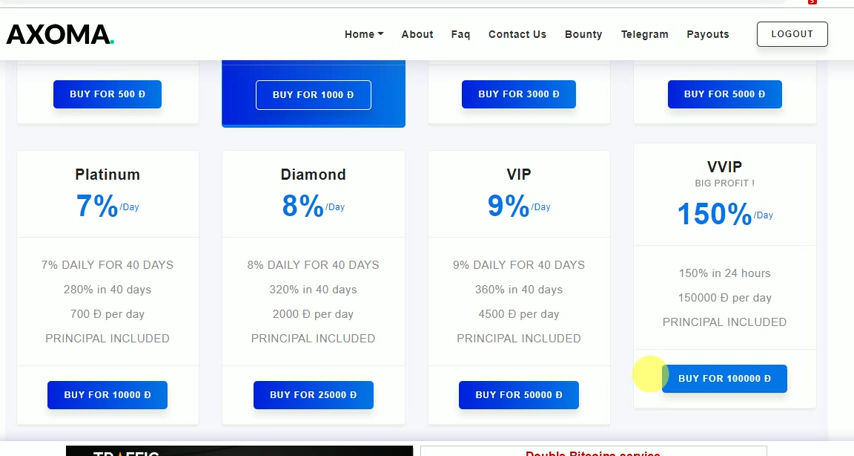 AXOMA.
Home About Faq Contact Us Bounty Telegram Payouts LOGOUT
BUY FOR 500 Đ
BUY FOR 1000 Đ
BUY FOR 3000 Đ
BUY FOR 5000 Đ
Platinum
7% /Day
7% DAILY FOR 40 DAYS
280% in 40 days
700 Đ per day
PRINCIPAL INCLUDED
BUY FOR 10000 Đ
Diamond
8% /Day
8% DAILY FOR 40 DAYS
320% in 40 days
2000 Đ per day
PRINCIPAL INCLUDED
BUY FOR 25000 Đ
VIP
9% /Day
9% DAILY FOR 40 DAYS
360% in 40 days
4500 Đ per day
PRINCIPAL INCLUDED
BUY FOR 50000 Đ
VVIP
BIG PROFIT !
150% /Day
150% in 24 hours
150000 Đ per day
PRINCIPAL INCLUDED
BUY FOR 100000 Đ
TRAFFIC
Double Bitcoins service